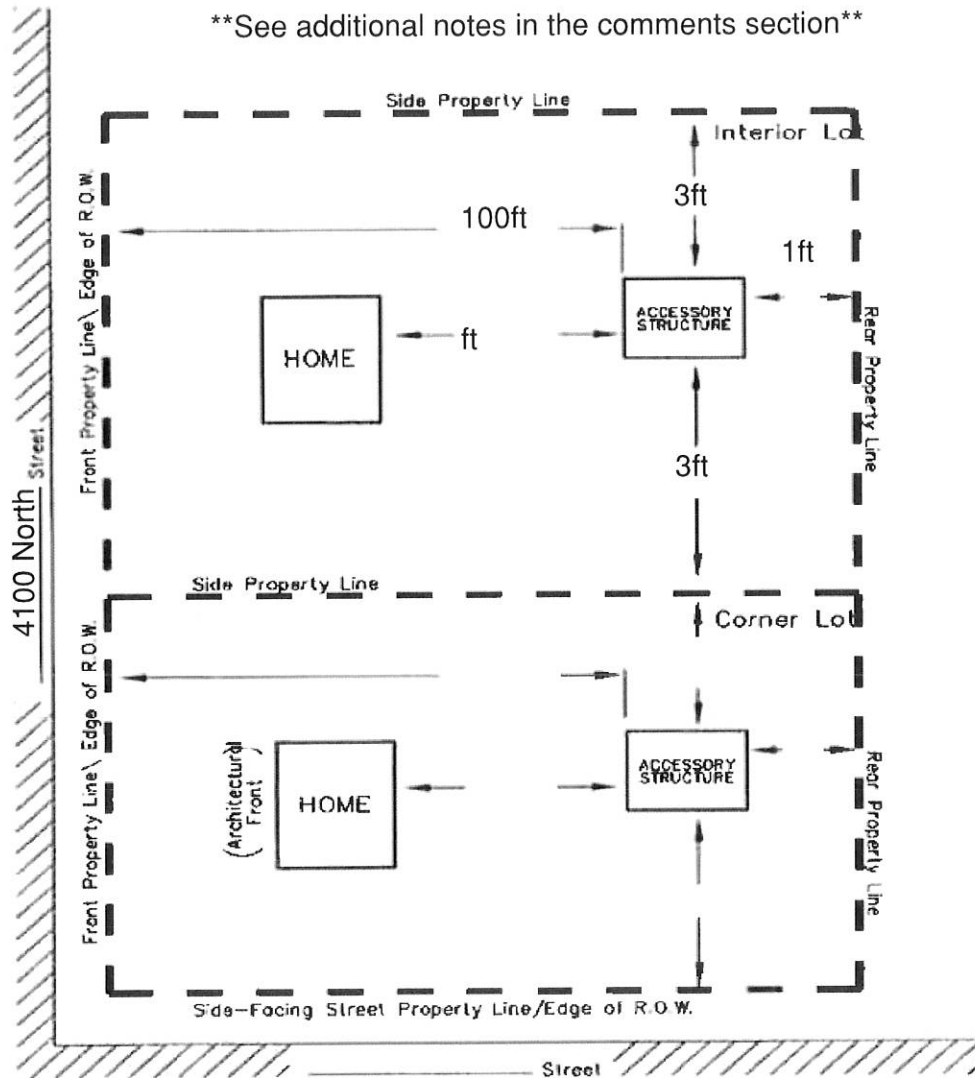 **See additional notes in the comments section**
Side Property Line
Interior Lot
3ft
100ft
1ft
Front Property Line\ Edge of R.O.W.
ACCESSORY
STRUCTURE
HOME
ft
Rear Property Line
4100 North Street
3ft
Side Property Line
Corner Lot
Front Property Line\ Edge of R.O.W.
(Architectural
Front)
HOME
ACCESSORY
STRUCTURE
Rear Property Line
Side-Facing Street Property Line/Edge of R.O.W.
Street